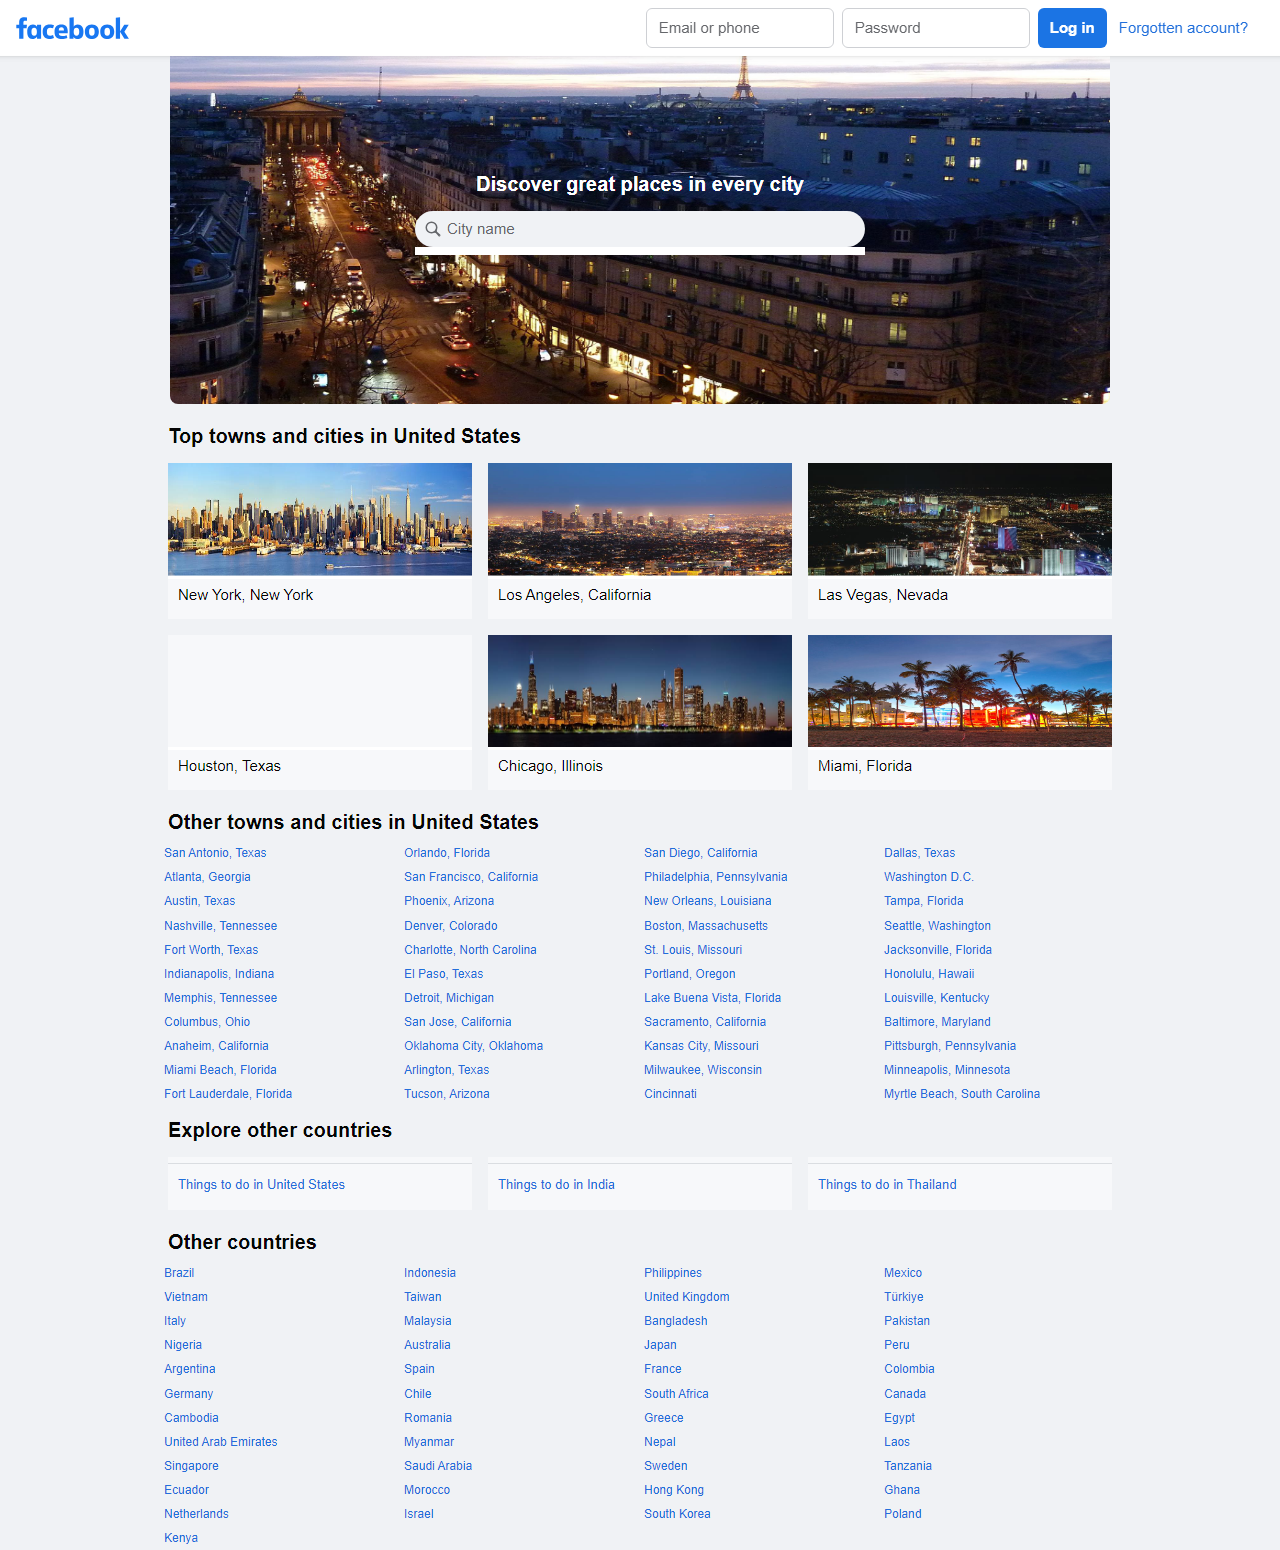 facebook
Email or phone Password Log in Forgotten account?
Discover great places in every city
City name
Top towns and cities in United States
New York, New York Los Angeles, California Las Vegas, Nevada
Houston, Texas Chicago, Illinois Miami, Florida
Other towns and cities in United States
San Antonio, Texas Orlando, Florida San Diego, California Dallas, Texas
Atlanta, Georgia San Francisco, California Philadelphia, Pennsylvania Washington D.C.
Austin, Texas Phoenix, Arizona New Orleans, Louisiana Tampa, Florida
Nashville, Tennessee Denver, Colorado Boston, Massachusetts Seattle, Washington
Fort Worth, Texas Charlotte, North Carolina St. Louis, Missouri Jacksonville, Florida
Indianapolis, Indiana El Paso, Texas Portland, Oregon Honolulu, Hawaii
Memphis, Tennessee Detroit, Michigan Lake Buena Vista, Florida Louisville, Kentucky
Columbus, Ohio San Jose, California Sacramento, California Baltimore, Maryland
Anaheim, California Oklahoma City, Oklahoma Kansas City, Missouri Pittsburgh, Pennsylvania
Miami Beach, Florida Arlington, Texas Milwaukee, Wisconsin Minneapolis, Minnesota
Fort Lauderdale, Florida Tucson, Arizona Cincinnati Myrtle Beach, South Carolina
Explore other countries
Things to do in United States Things to do in India Things to do in Thailand
Other countries
Brazil Indonesia Philippines Mexico
Vietnam Taiwan United Kingdom Türkiye
Italy Malaysia Bangladesh Pakistan
Nigeria Australia Japan Peru
Argentina Spain France Colombia
Germany Chile South Africa Canada
Cambodia Romania Greece Egypt
United Arab Emirates Myanmar Nepal Laos
Singapore Saudi Arabia Sweden Tanzania
Ecuador Morocco Hong Kong Ghana
Netherlands Israel South Korea Poland
Kenya